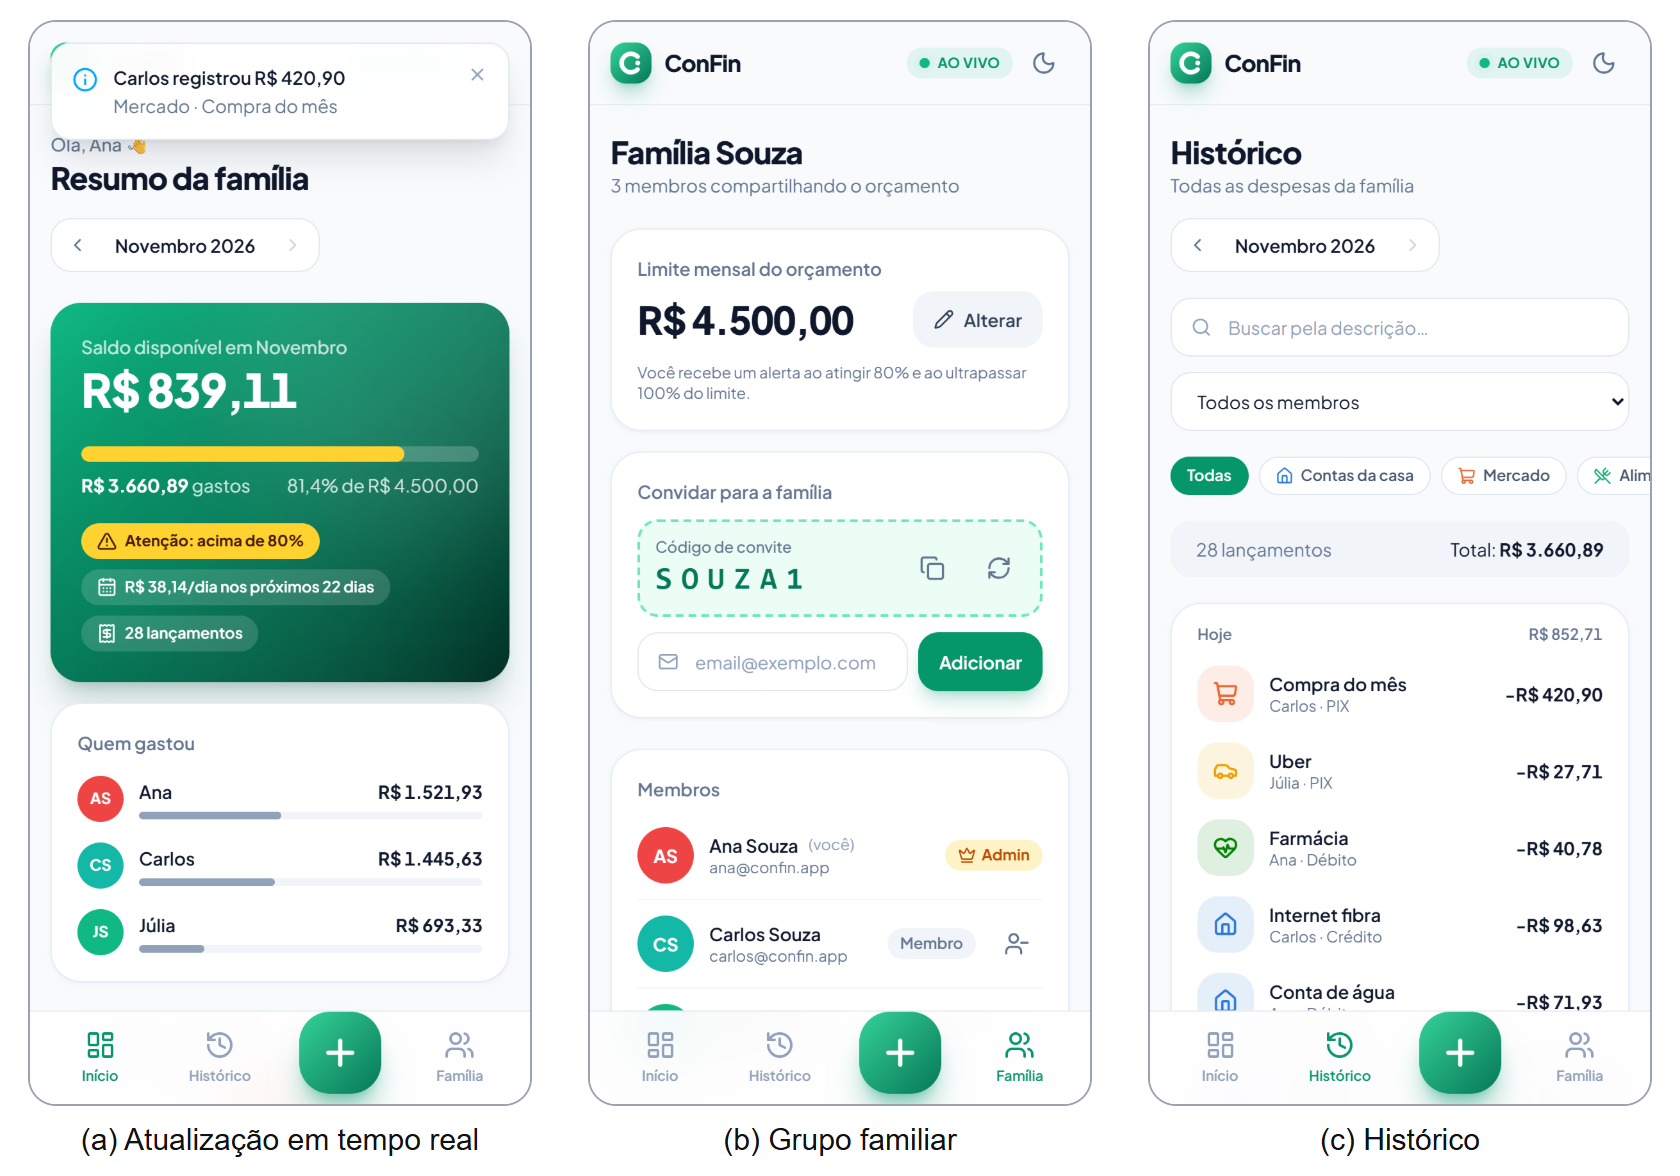 Carlos registrou R$ 420,90
Mercado · Compra do mês
Olá, Ana 👋
Resumo da família
Novembro 2026
Saldo disponível em Novembro
R$ 839,11
R$ 3.660,89 gastos
81,4% de R$ 4.500,00
Atenção: acima de 80%
R$ 38,14/dia nos próximos 22 dias
28 lançamentos
Quem gastou
AS
Ana
R$ 1.521,93
CS
Carlos
R$ 1.445,63
JS
Júlia
R$ 693,33
Início
Histórico
Família
(a) Atualização em tempo real
ConFin
AO VIVO
Família Souza
3 membros compartilhando o orçamento
Limite mensal do orçamento
R$ 4.500,00
Alterar
Você recebe um alerta ao atingir 80% e ao ultrapassar
100% do limite.
Convidar para a família
Código de convite
SOUZA1
email@exemplo.com
Adicionar
Membros
AS
Ana Souza (você)
ana@confin.app
Admin
CS
Carlos Souza
carlos@confin.app
Membro
Início
Histórico
Família
(b) Grupo familiar
ConFin
AO VIVO
Histórico
Todas as despesas da família
Novembro 2026
Buscar pela descrição...
Todos os membros
Todas
Contas da casa
Mercado
Alim
28 lançamentos
Total: R$ 3.660,89
Hoje
R$ 852,71
Compra do mês
Carlos · PIX
-R$ 420,90
Uber
Júlia · PIX
-R$ 27,71
Farmácia
Ana · Débito
-R$ 40,78
Internet fibra
Carlos · Crédito
-R$ 98,63
Conta de água
-R$ 71,93
Início
Histórico
Família
(c) Histórico